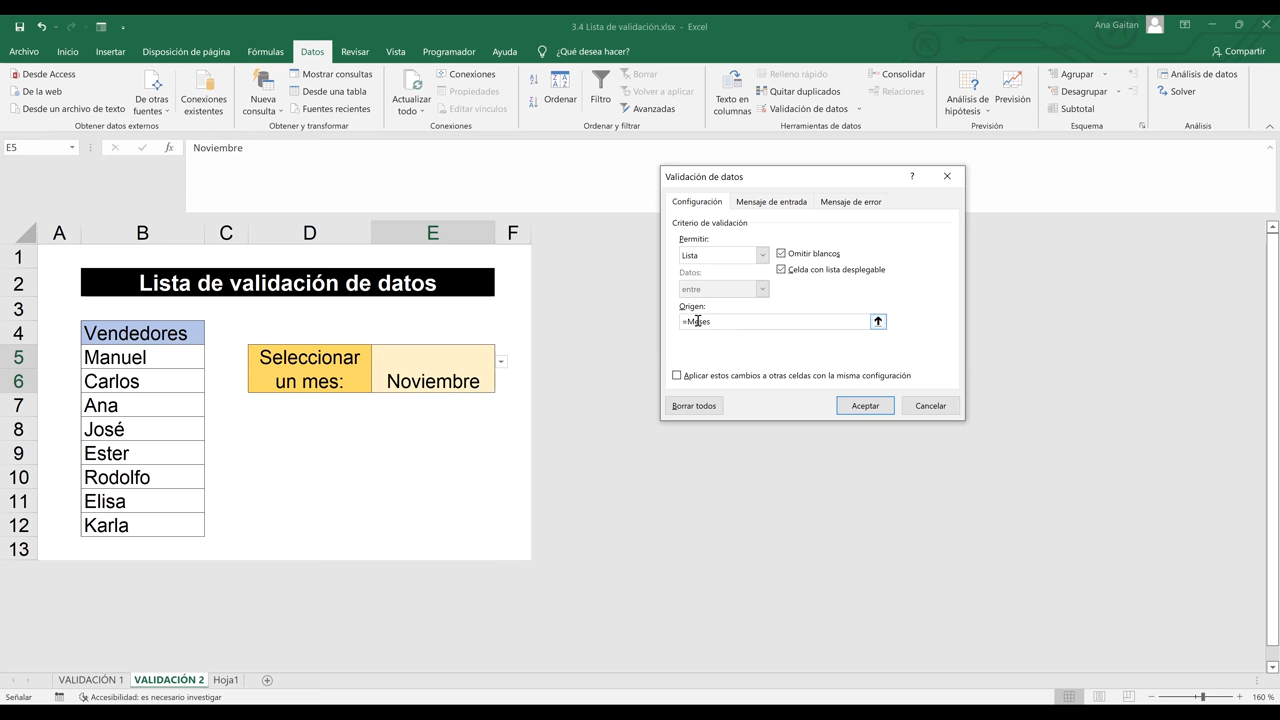 3.4 Lista de validación.xlsx - Excel
Ana Gaitan
Archivo Inicio Insertar Disposición de página Fórmulas Datos Revisar Vista Programador Ayuda ¿Qué desea hacer? Compartir
Desde Access
De la web
Desde un archivo de texto
De otras fuentes
Conexiones existentes
Obtener datos externos
Nueva consulta
Mostrar consultas
Desde una tabla
Fuentes recientes
Obtener y transformar
Actualizar todo
Conexiones
Propiedades
Editar vínculos
Conexiones
Ordenar
Filtro
Borrar
Volver a aplicar
Avanzadas
Ordenar y filtrar
Texto en columnas
Relleno rápido
Quitar duplicados
Validación de datos
Consolidar
Relaciones
Herramientas de datos
Análisis de hipótesis
Previsión
Previsión
Agrupar
Desagrupar
Subtotal
Esquema
Análisis de datos
Solver
Análisis
E5 fx Noviembre
A B C D E F
1
2 Lista de validación de datos
3
4 Vendedores
5 Manuel Seleccionar
6 Carlos un mes: Noviembre
7 Ana
8 José
9 Ester
10 Rodolfo
11 Elisa
12 Karla
13
Validación de datos ?
Configuración Mensaje de entrada Mensaje de error
Criterio de validación
Permitir:
Lista Omitir blancos
Datos: Celda con lista desplegable
entre
Origen:
=Meses
Aplicar estos cambios a otras celdas con la misma configuración
Borrar todos Aceptar Cancelar
VALIDACIÓN 1 VALIDACIÓN 2 Hoja1
Señalar Accesibilidad: es necesario investigar 160 %